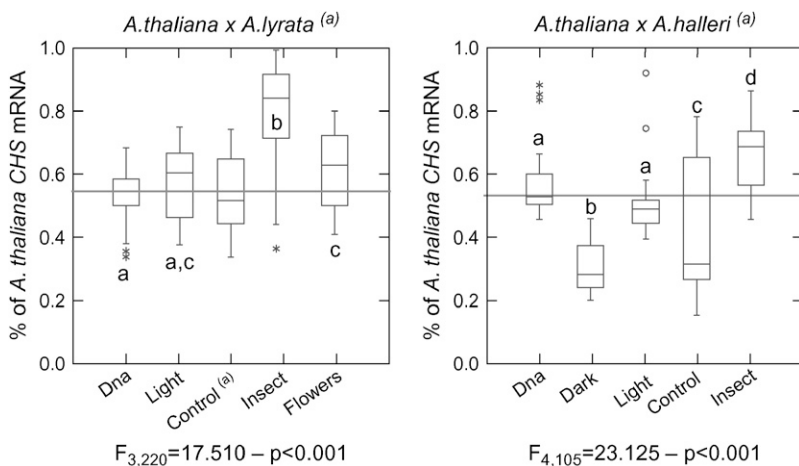 A.thaliana x A.lyrata (a)
% of A. thaliana CHS mRNA
1.0
0.8
0.6
0.4
0.2
0.0
a
a,c
b
c
Dna
Light
Control (a)
Insect
Flowers
F3,220=17.510 – p<0.001
A.thaliana x A.halleri (a)
% of A. thaliana CHS mRNA
1.0
0.8
0.6
0.4
0.2
0.0
a
b
a
c
d
Dna
Dark
Light
Control
Insect
F4,105=23.125 – p<0.001